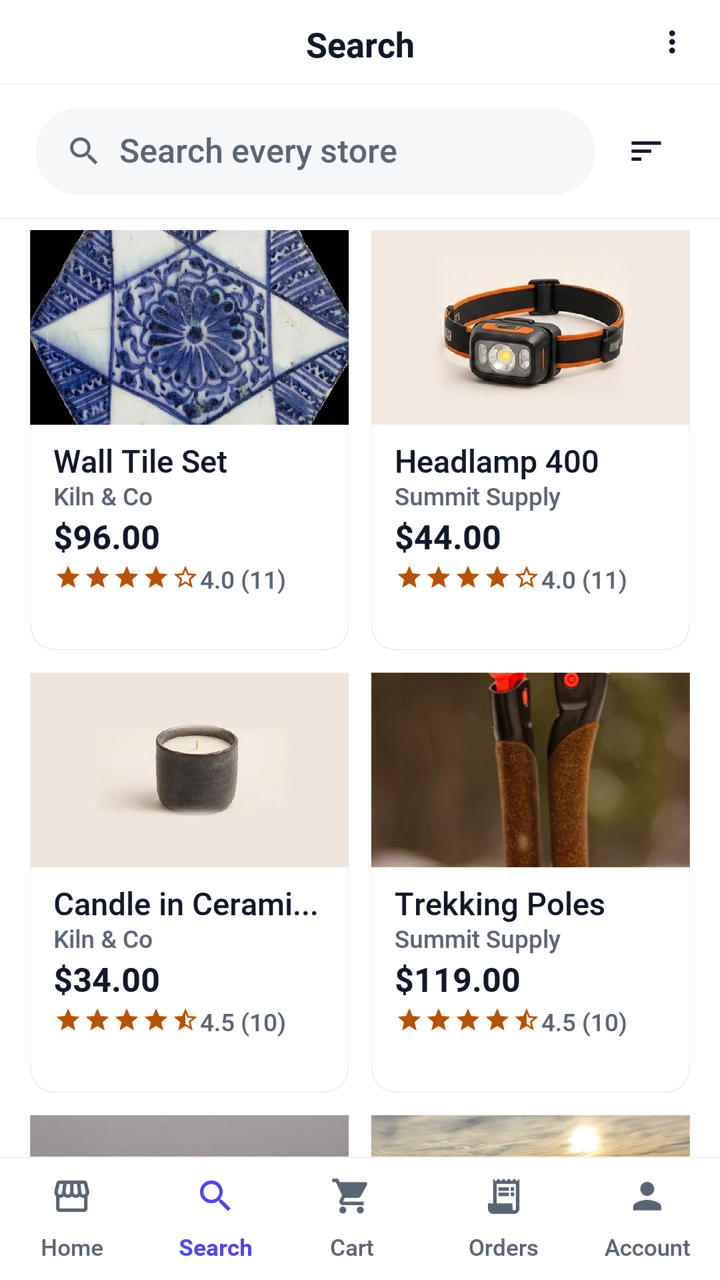 Search
Search every store
Wall Tile Set
Kiln & Co
$96.00
4.0 (11)
Headlamp 400
Summit Supply
$44.00
4.0 (11)
Candle in Cerami...
Kiln & Co
$34.00
4.5 (10)
Trekking Poles
Summit Supply
$119.00
4.5 (10)
Home
Search
Cart
Orders
Account